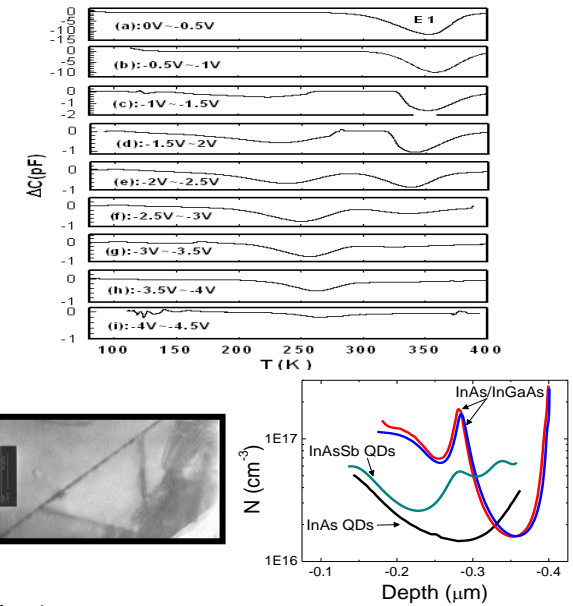 0
-5
-10
-15
(a):0V~-0.5V
E 1
0
-5
-10
(b):-0.5V~-1V
0
-1
-2
(c):-1V~-1.5V
0
-1
(d):-1.5V~2V
0
-1
(e):-2V~-2.5V
0
-1
(f):-2.5V~-3V
0
-1
(g):-3V~-3.5V
0
-1
(h):-3.5V~-4V
0
-1
(i):-4V~-4.5V
ΔC(pF)
100 150 200 250 300 350 400
T(K)
InAs/InGaAs
1E17
InAsSb QDs
N (cm-3)
InAs QDs
1E16
-0.1 -0.2 -0.3 -0.4
Depth (μm)